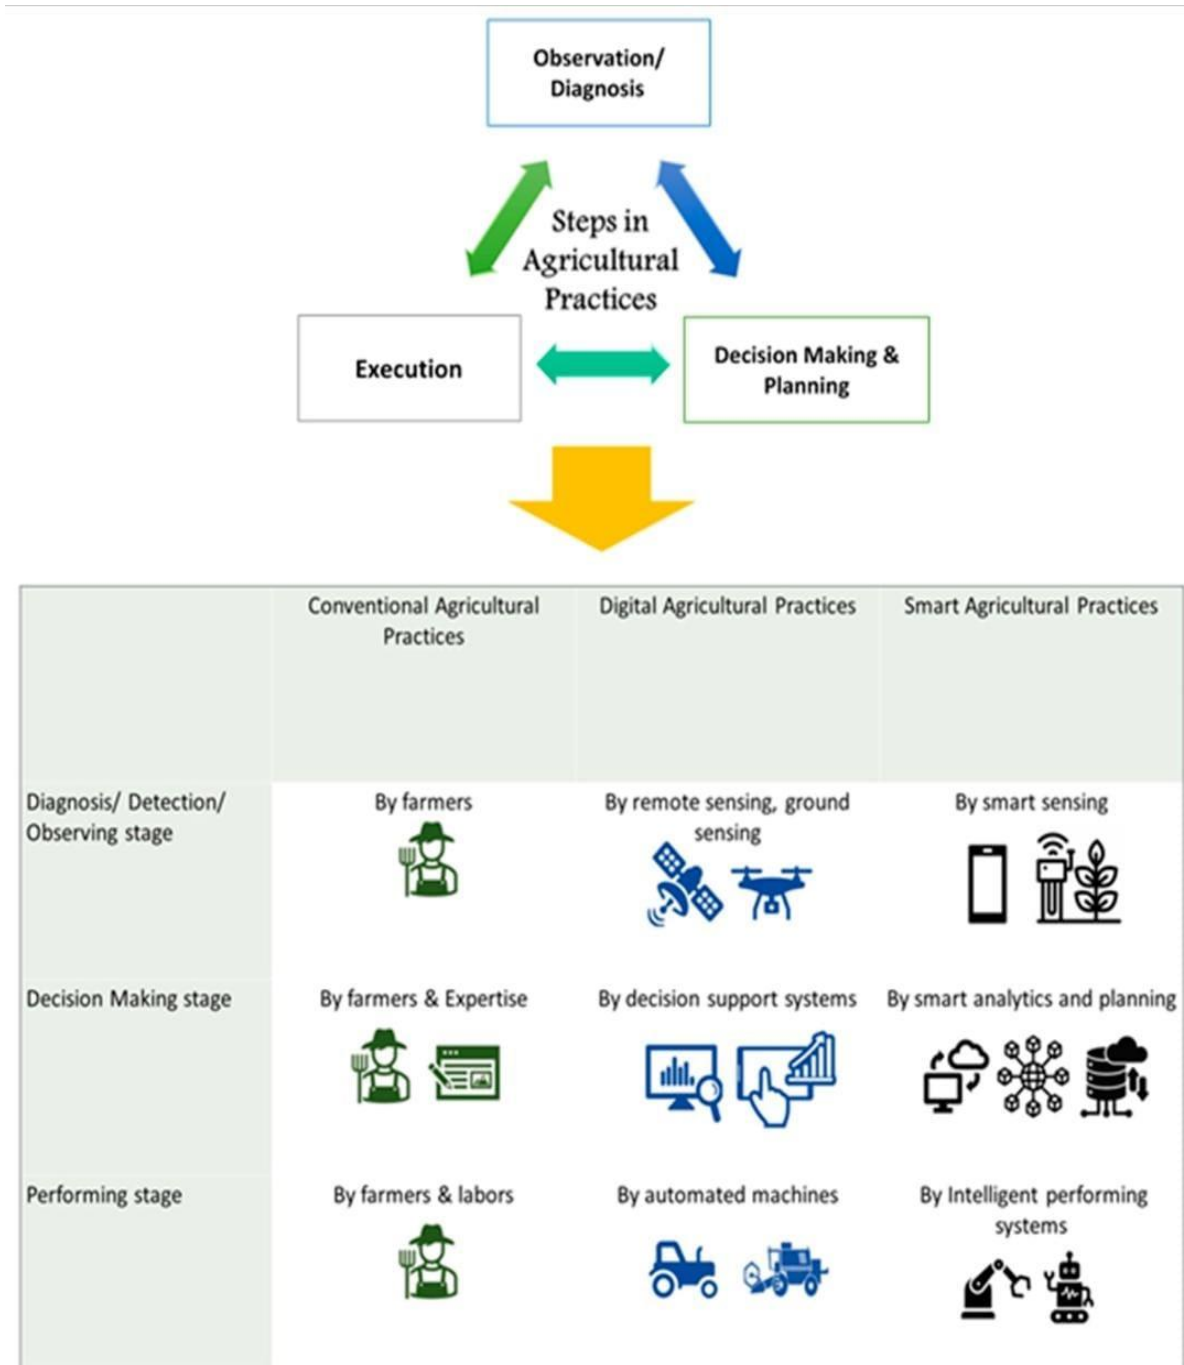 Observation/
Diagnosis
Steps in
Agricultural
Practices
Execution
Decision Making &
Planning
Conventional Agricultural
Practices
Digital Agricultural Practices
Smart Agricultural Practices
Diagnosis/ Detection/
Observing stage
By farmers
By remote sensing, ground
sensing
By smart sensing
Decision Making stage
By farmers & Expertise
By decision support systems
By smart analytics and planning
Performing stage
By farmers & labors
By automated machines
By Intelligent performing
systems